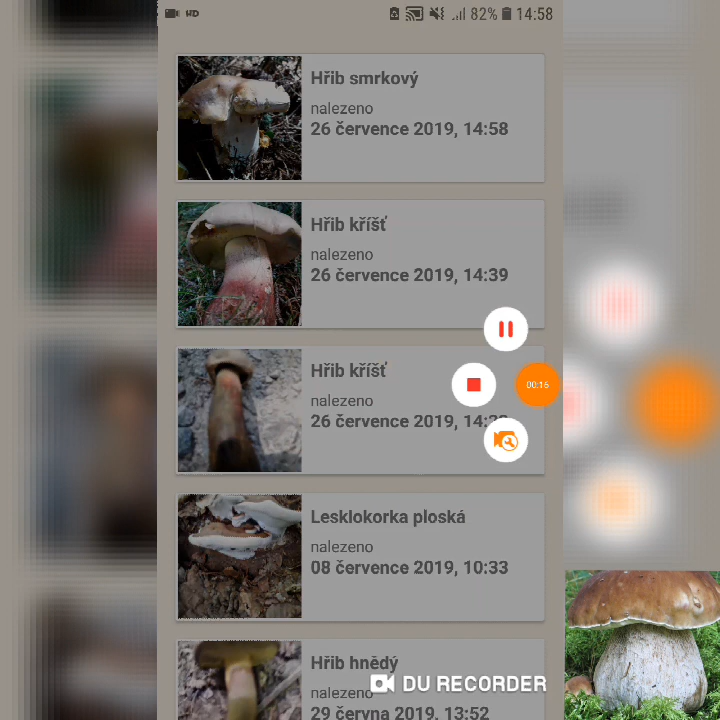 HD
82% 14:58
Hřib smrkový
nalezeno
26 července 2019, 14:58
Hřib kříšť
nalezeno
26 července 2019, 14:39
Hřib kříšť
nalezeno
26 července 2019,
00:16
Lesklokorka ploská
nalezeno
08 července 2019, 10:33
Hřib hnědý
nalezeno
29 června 2019, 13:52
DU RECORDER